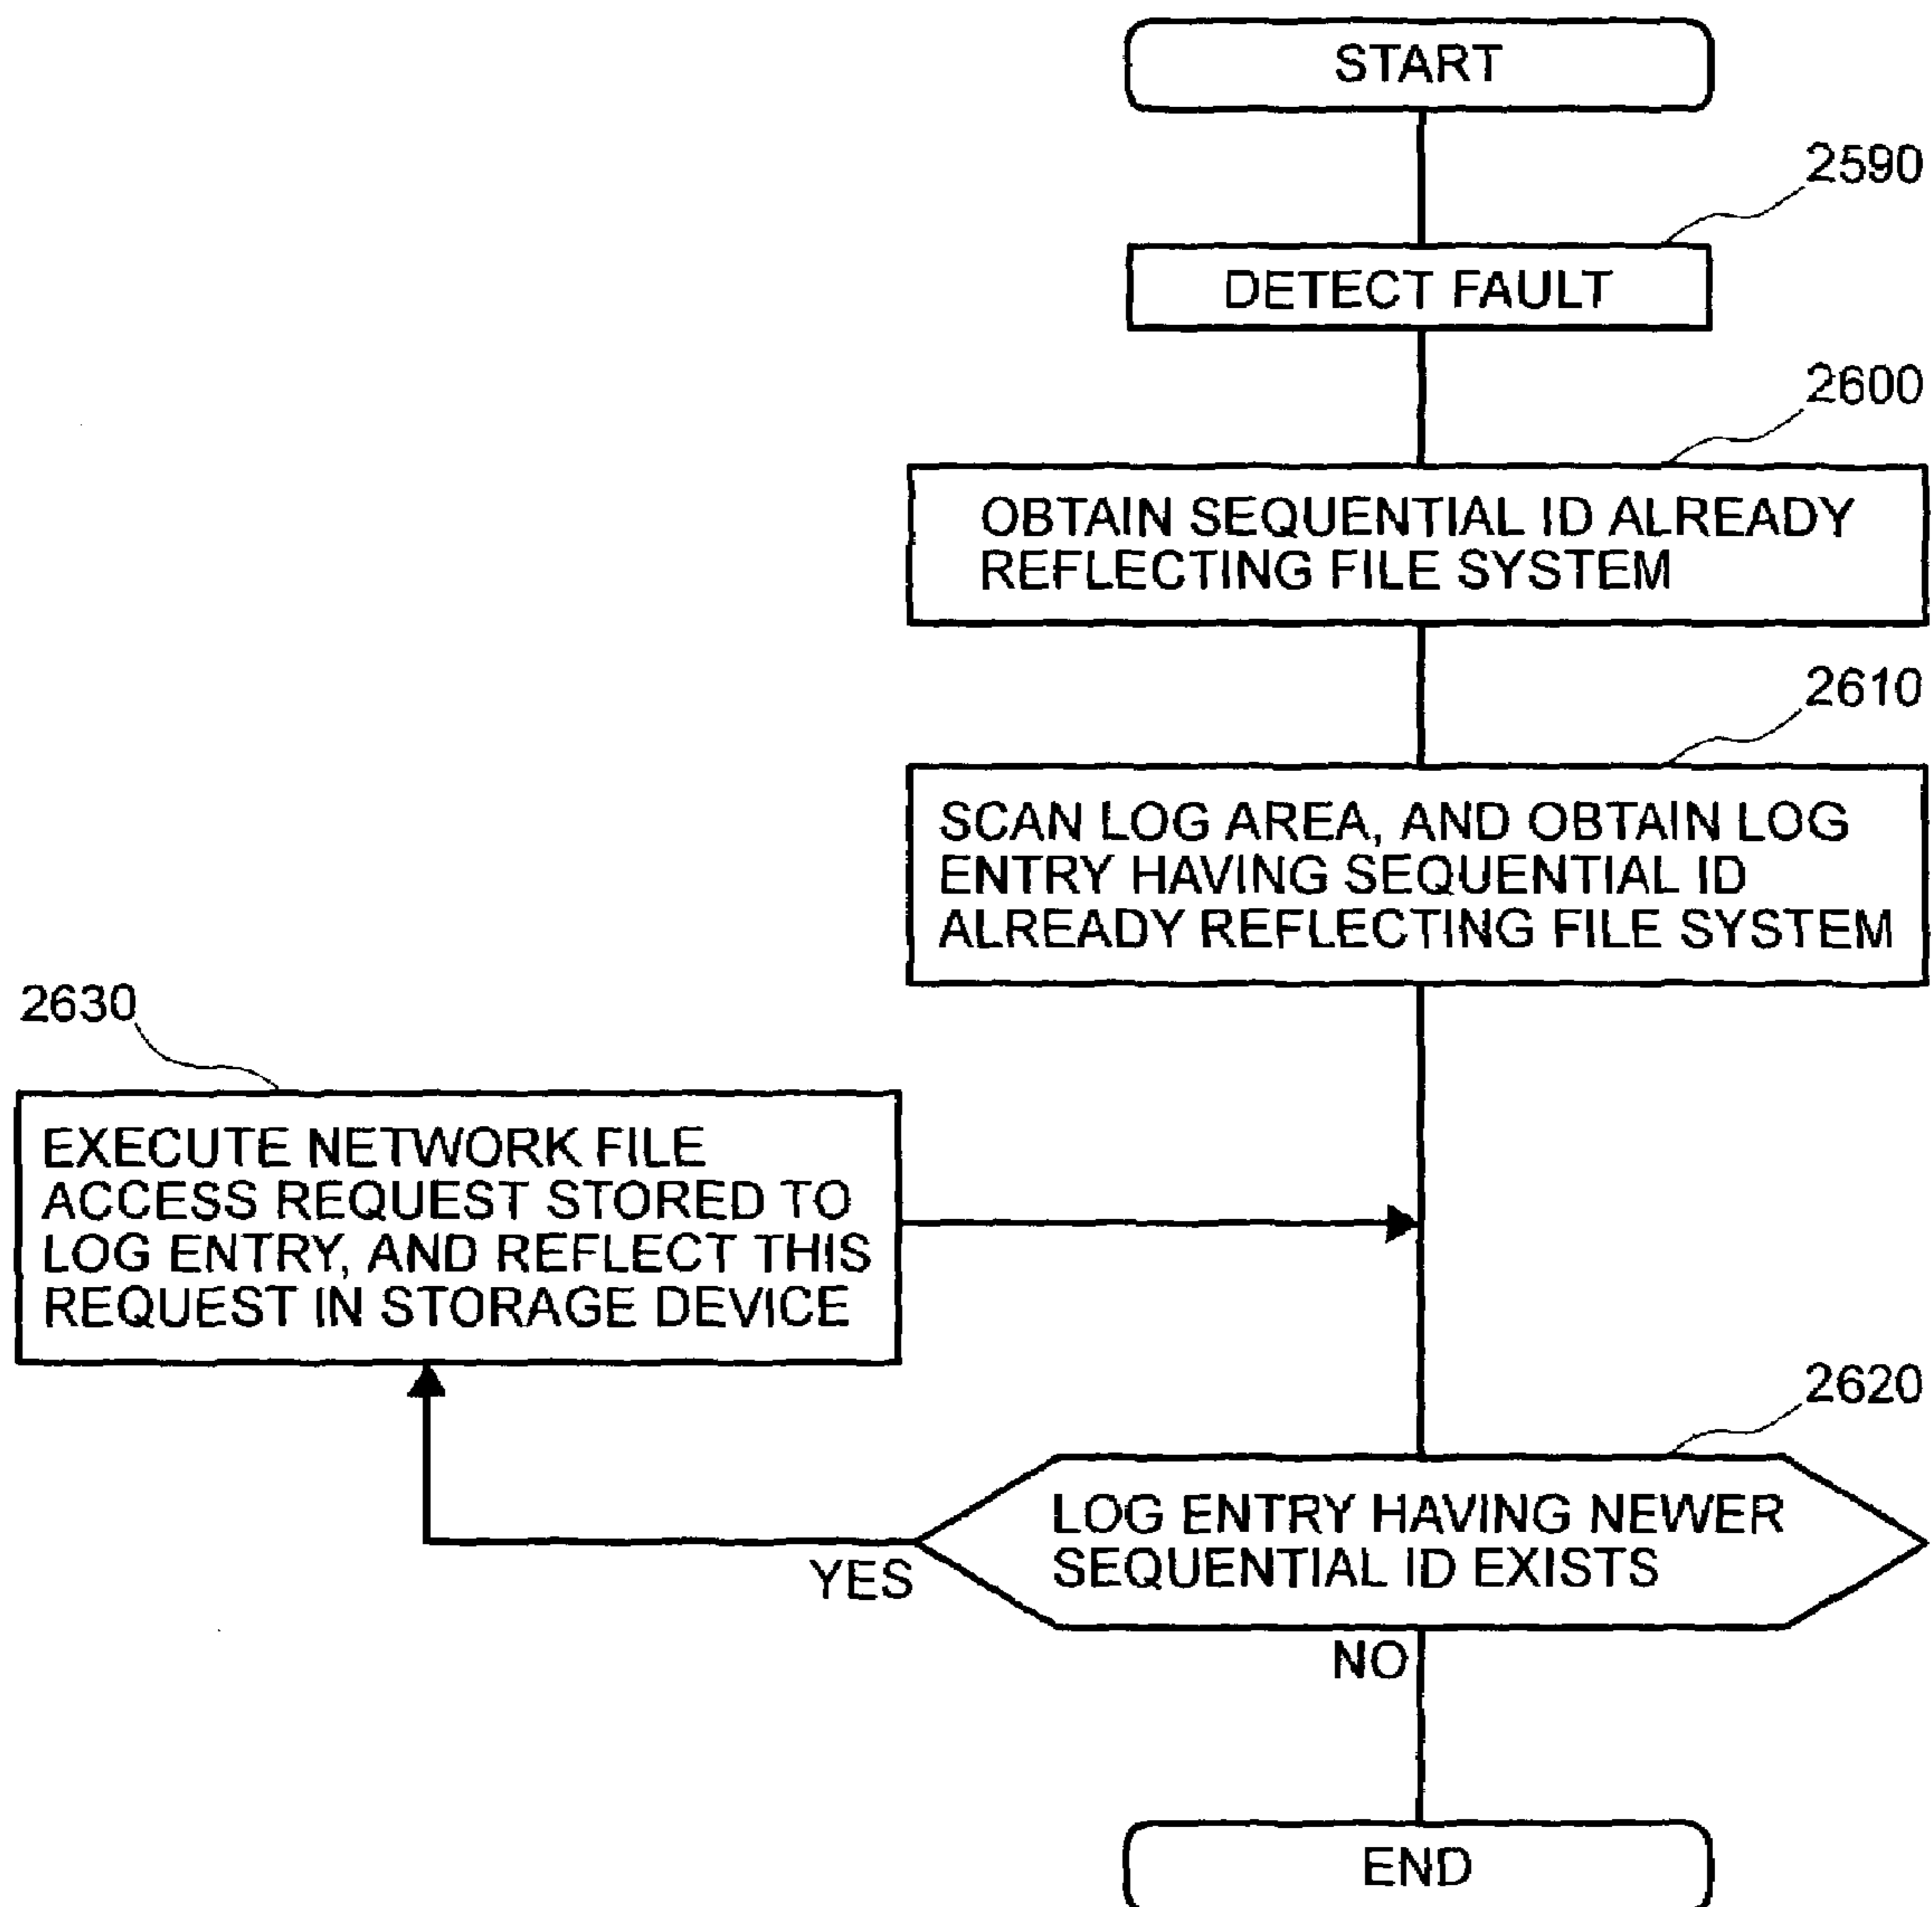 START
2590
DETECT FAULT
2600
OBTAIN SEQUENTIAL ID ALREADY
REFLECTING FILE SYSTEM
2610
SCAN LOG AREA, AND OBTAIN LOG
ENTRY HAVING SEQUENTIAL ID
ALREADY REFLECTING FILE SYSTEM
2630
EXECUTE NETWORK FILE
ACCESS REQUEST STORED TO
LOG ENTRY, AND REFLECT THIS
REQUEST IN STORAGE DEVICE
2620
LOG ENTRY HAVING NEWER
SEQUENTIAL ID EXISTS
YES
NO
END